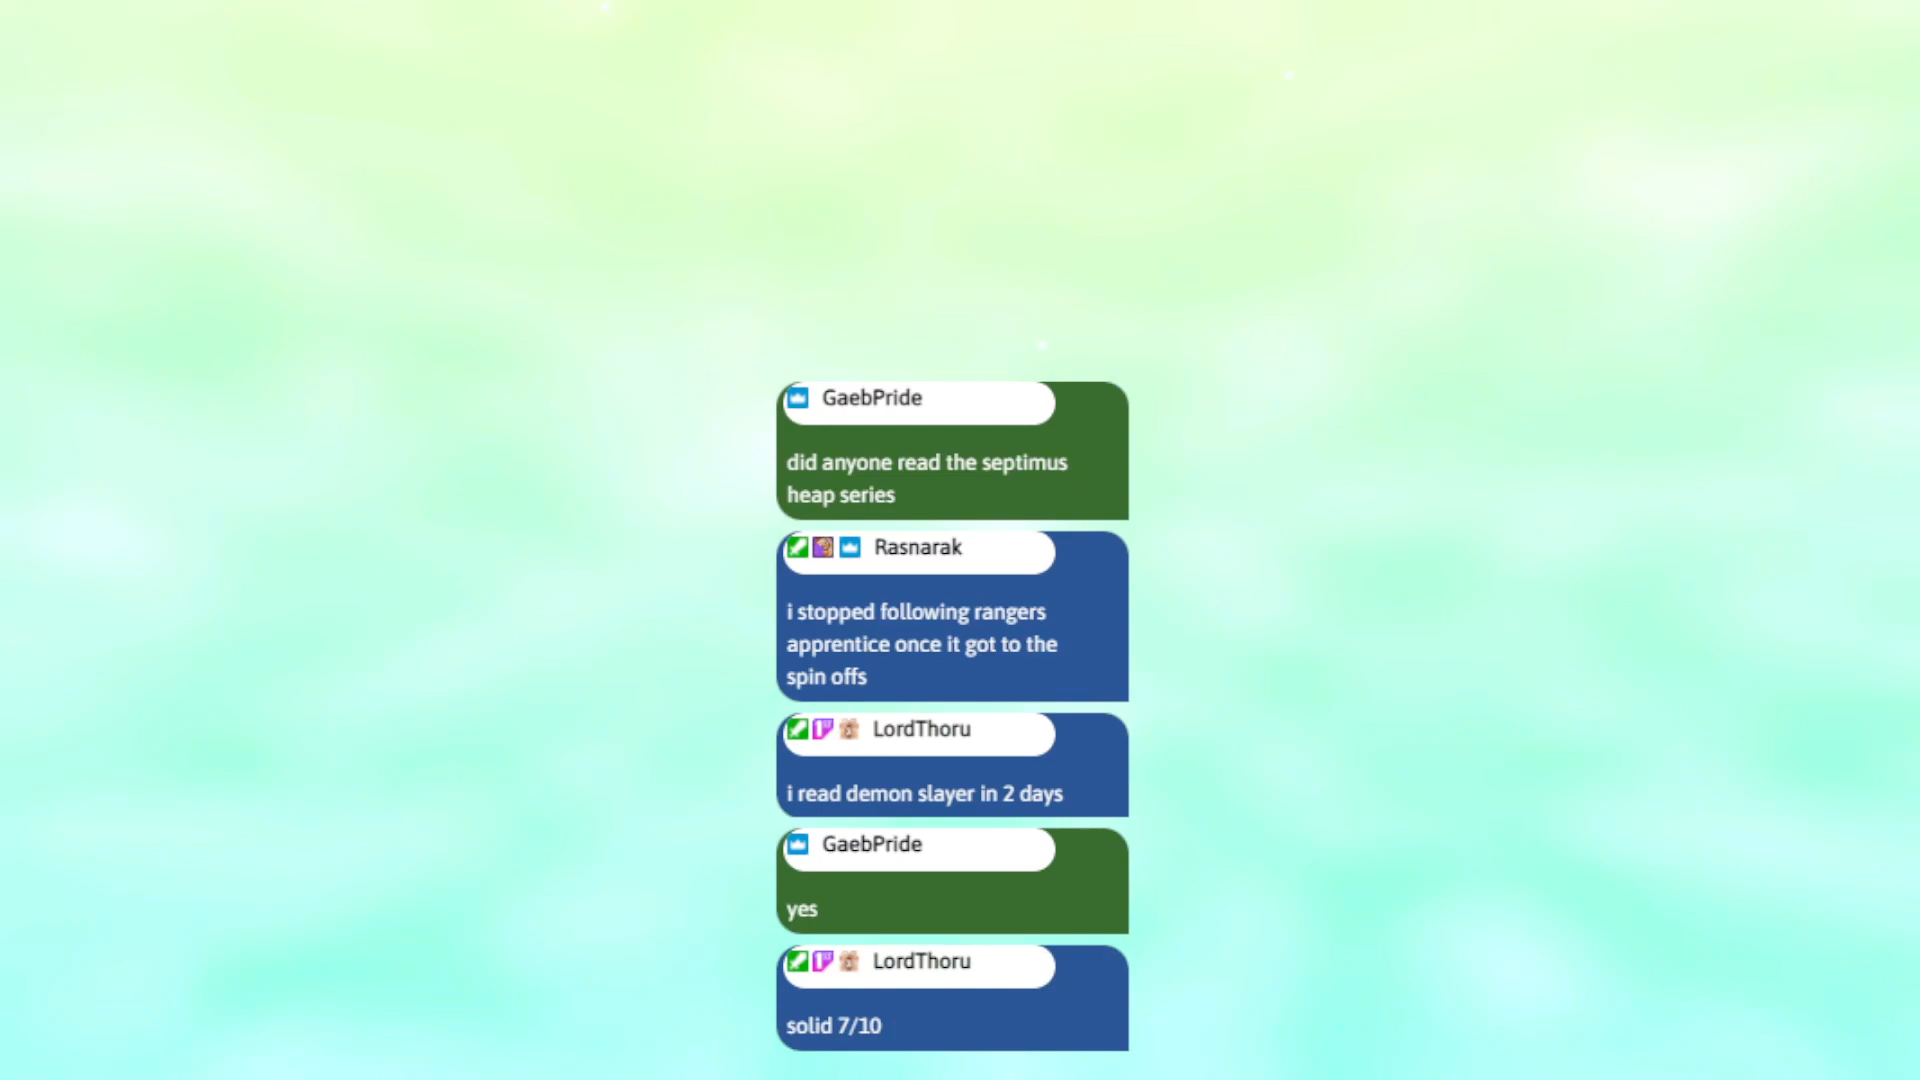 GaebPride
did anyone read the septimus
heap series
Rasnarak
i stopped following rangers
apprentice once it got to the
spin offs
LordThoru
i read demon slayer in 2 days
GaebPride
yes
LordThoru
solid 7/10